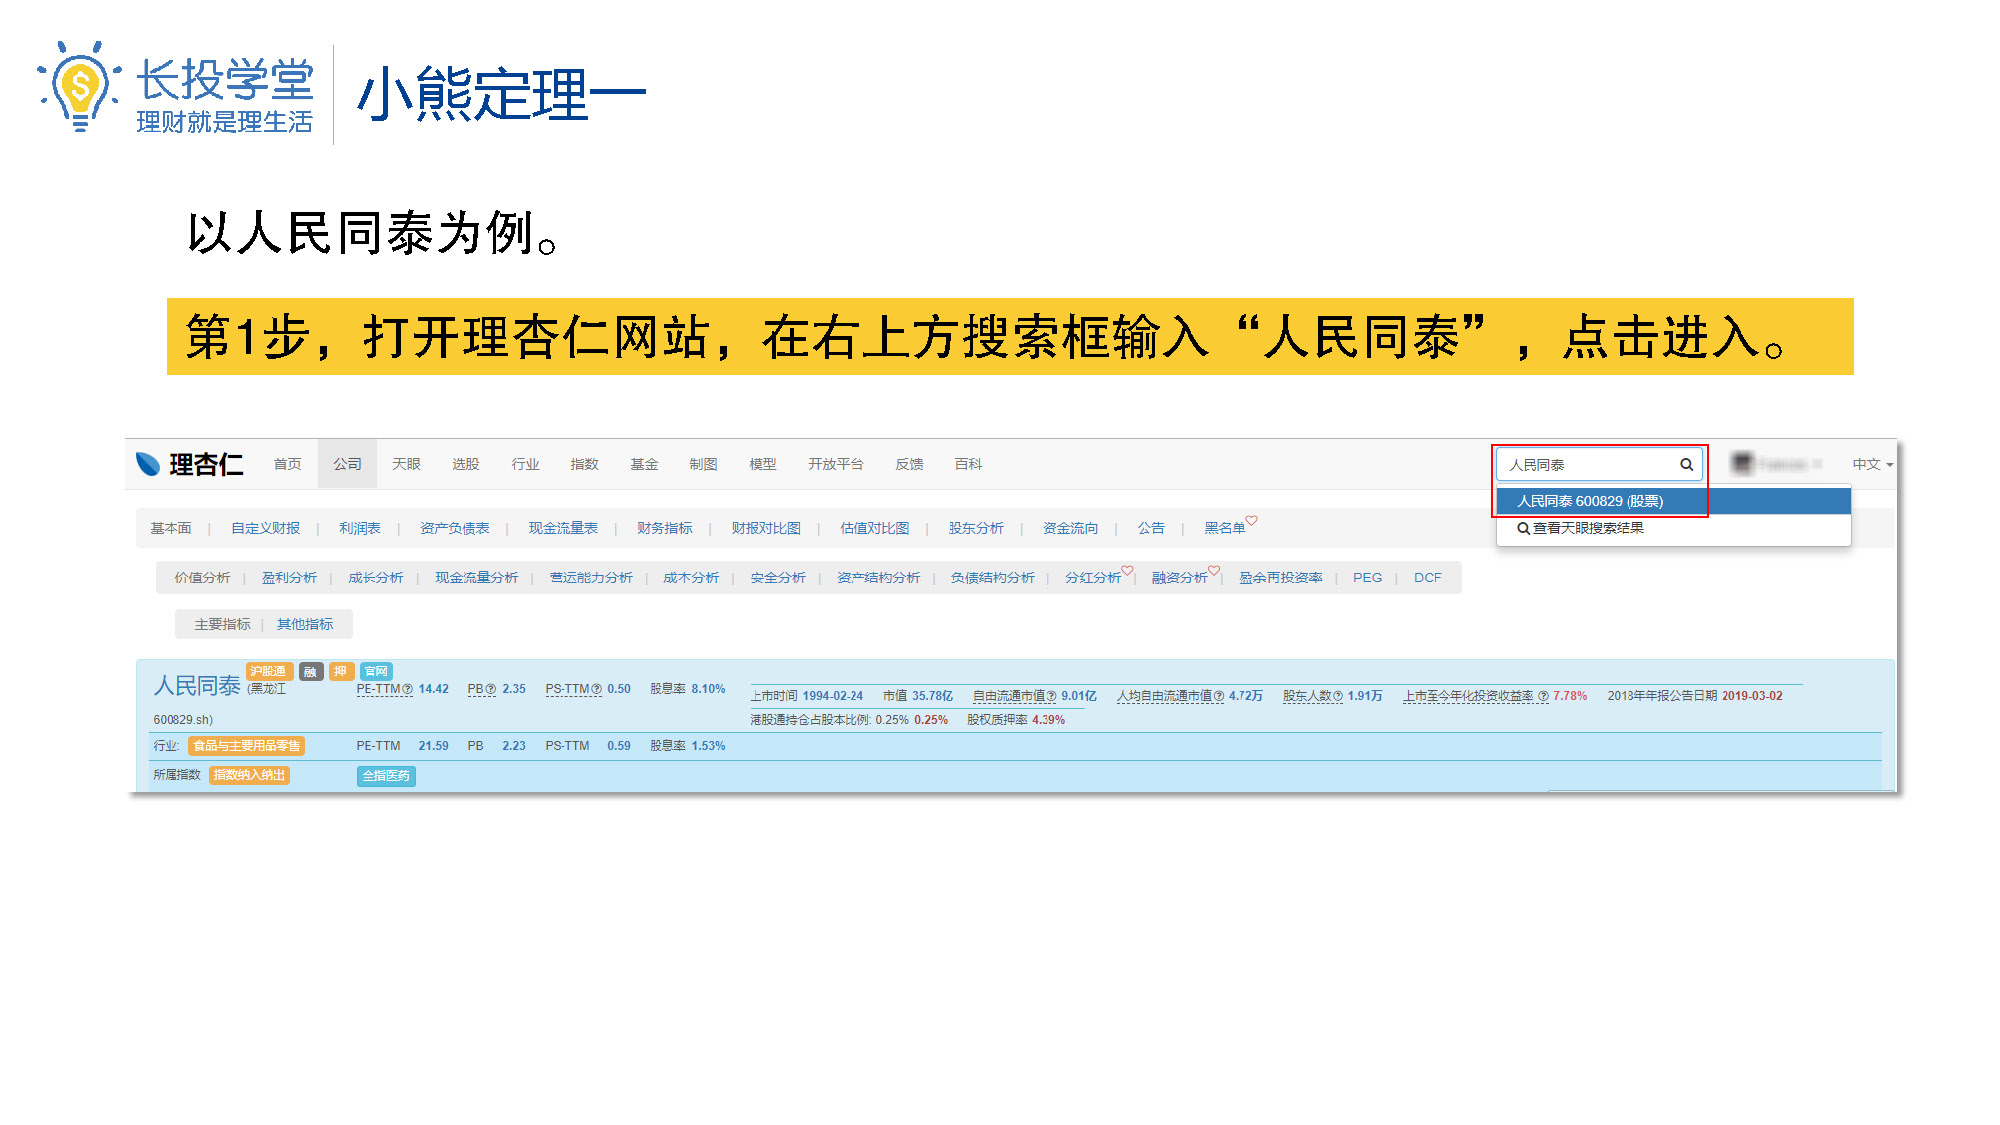 长投学堂
理财就是理生活
小熊定理一
以人民同泰为例。
第1步，打开理杏仁网站，在右上方搜索框输入“人民同泰”，点击进入。
理杏仁 首页 公司 天眼 选股 行业 指数 基金 制图 模型 开放平台 反馈 百科 人民同泰 中文
人民同泰 600829 (股票)
查看天眼搜索结果
基本面 | 自定义财报 | 利润表 | 资产负债表 | 现金流量表 | 财务指标 | 财报对比图 | 估值对比图 | 股东分析 | 资金流向 | 公告 | 黑名单
价值分析 | 盈利分析 | 成长分析 | 现金流量分析 | 营运能力分析 | 成本分析 | 安全分析 | 资产结构分析 | 负债结构分析 | 分红分析 | 融资分析 | 盈余再投资率 | PEG | DCF
主要指标 | 其他指标
沪股通 融 押 官网
人民同泰 (黑龙江 PE-TTM 14.42 PB 2.35 PS-TTM 0.50 股息率 8.10%
上市时间 1994-02-24 市值 35.78亿 自由流通市值 9.01亿 人均自由流通市值 4.72万 股东人数 1.91万 上市至今年化投资收益率 7.78% 2018年年报公告日期 2019-03-02
600829.sh)
港股通持仓占股本比例: 0.25% 0.25% 股权质押率 4.39%
行业: 食品与主要用品零售 PE-TTM 21.59 PB 2.23 PS-TTM 0.59 股息率 1.53%
所属指数 指数纳入纳出 全指医药